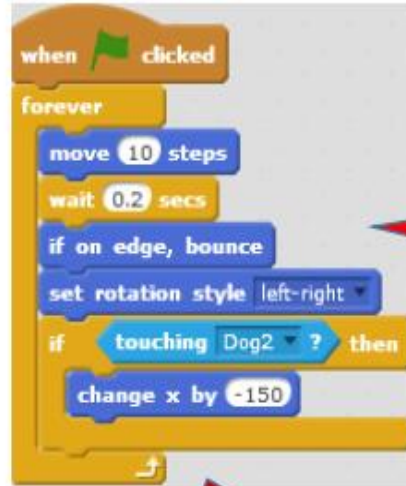 when clicked
forever
move 10 steps
wait 0.2 secs
if on edge, bounce
set rotation style left-right
if touching Dog2 ? then
change x by -150